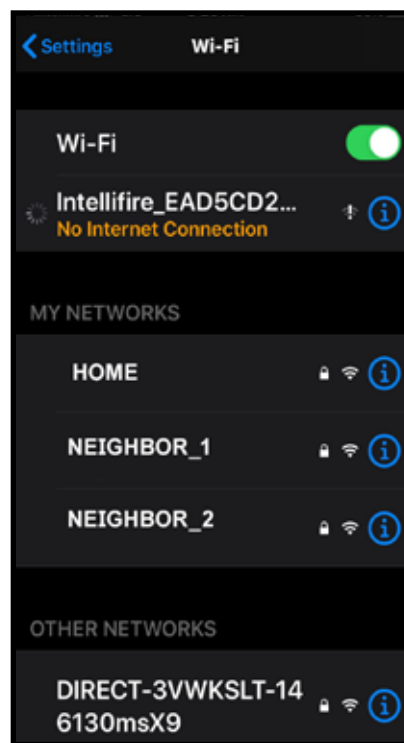 Settings
Wi-Fi
Wi-Fi
Intellifire_EAD5CD2...
No Internet Connection
MY NETWORKS
HOME
NEIGHBOR_1
NEIGHBOR_2
OTHER NETWORKS
DIRECT-3VWKSLT-14
6130msX9